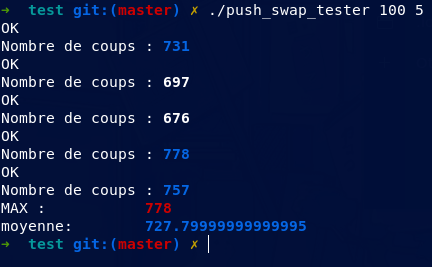 ➜  test git:(master) ✗ ./push_swap_tester 100 5
OK
Nombre de coups : 731
OK
Nombre de coups : 697
OK
Nombre de coups : 676
OK
Nombre de coups : 778
OK
Nombre de coups : 757
MAX :           778
moyenne:        727.79999999999995
➜  test git:(master) ✗